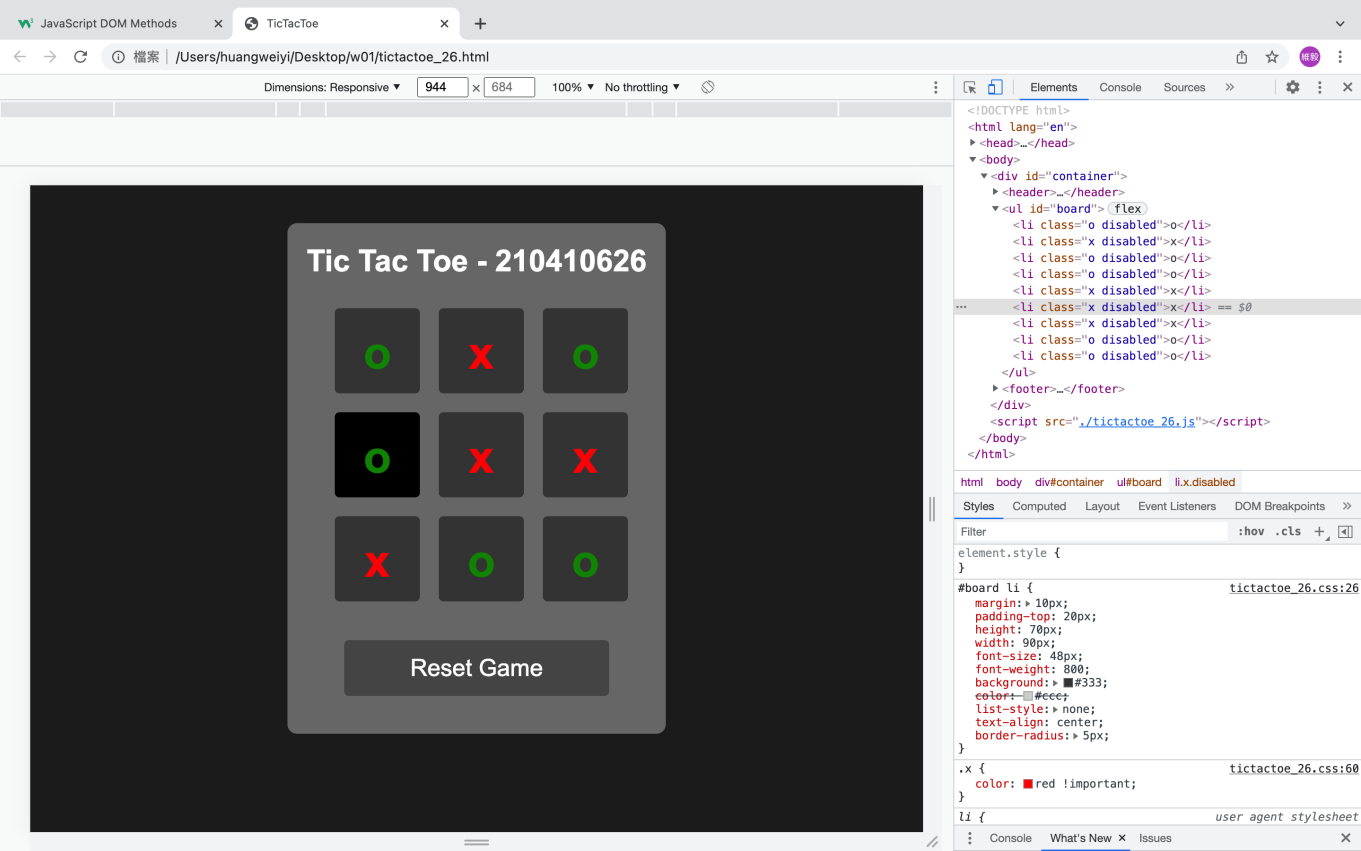 JavaScript DOM Methods
TicTacToe
檔案 /Users/huangweiyi/Desktop/w01/tictactoe_26.html
維毅
Dimensions: Responsive 944 × 684 100% No throttling
Tic Tac Toe - 210410626
o x o
o x x
x o o
Reset Game
Elements Console Sources »
<!DOCTYPE html>
<html lang="en">
<head>…</head>
<body>
<div id="container">
<header>…</header>
<ul id="board"> flex
<li class="o disabled">o</li>
<li class="x disabled">x</li>
<li class="o disabled">o</li>
<li class="o disabled">o</li>
<li class="x disabled">x</li>
<li class="x disabled">x</li> == $0
<li class="x disabled">x</li>
<li class="o disabled">o</li>
<li class="o disabled">o</li>
</ul>
<footer>…</footer>
</div>
<script src="./tictactoe_26.js"></script>
</body>
</html>
html body div#container ul#board li.x.disabled
Styles Computed Layout Event Listeners DOM Breakpoints »
Filter :hov .cls +
element.style {
}
#board li { tictactoe_26.css:26
margin: 10px;
padding-top: 20px;
height: 70px;
width: 90px;
font-size: 48px;
font-weight: 800;
background: #333;
color: #ccc;
list-style: none;
text-align: center;
border-radius: 5px;
}
.x { tictactoe_26.css:60
color: red !important;
}
li { user agent stylesheet
Console What's New × Issues